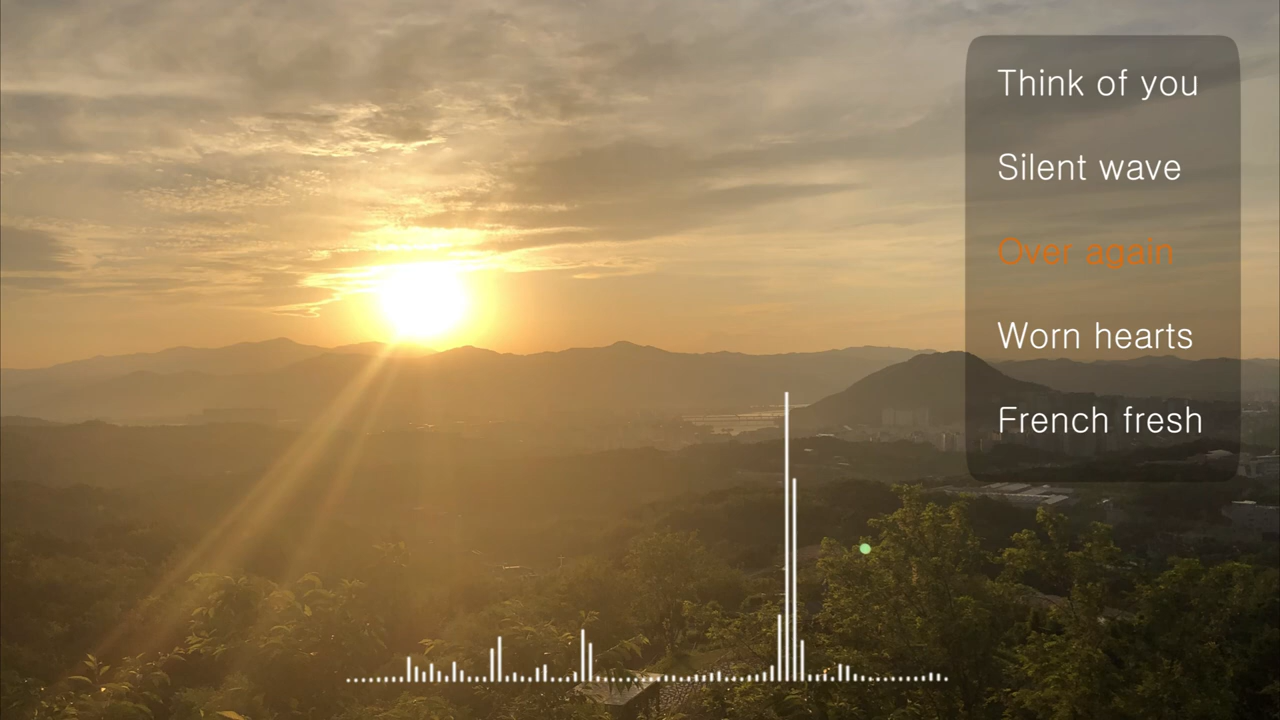 Think of you
Silent wave
Over again
Worn hearts
French fresh